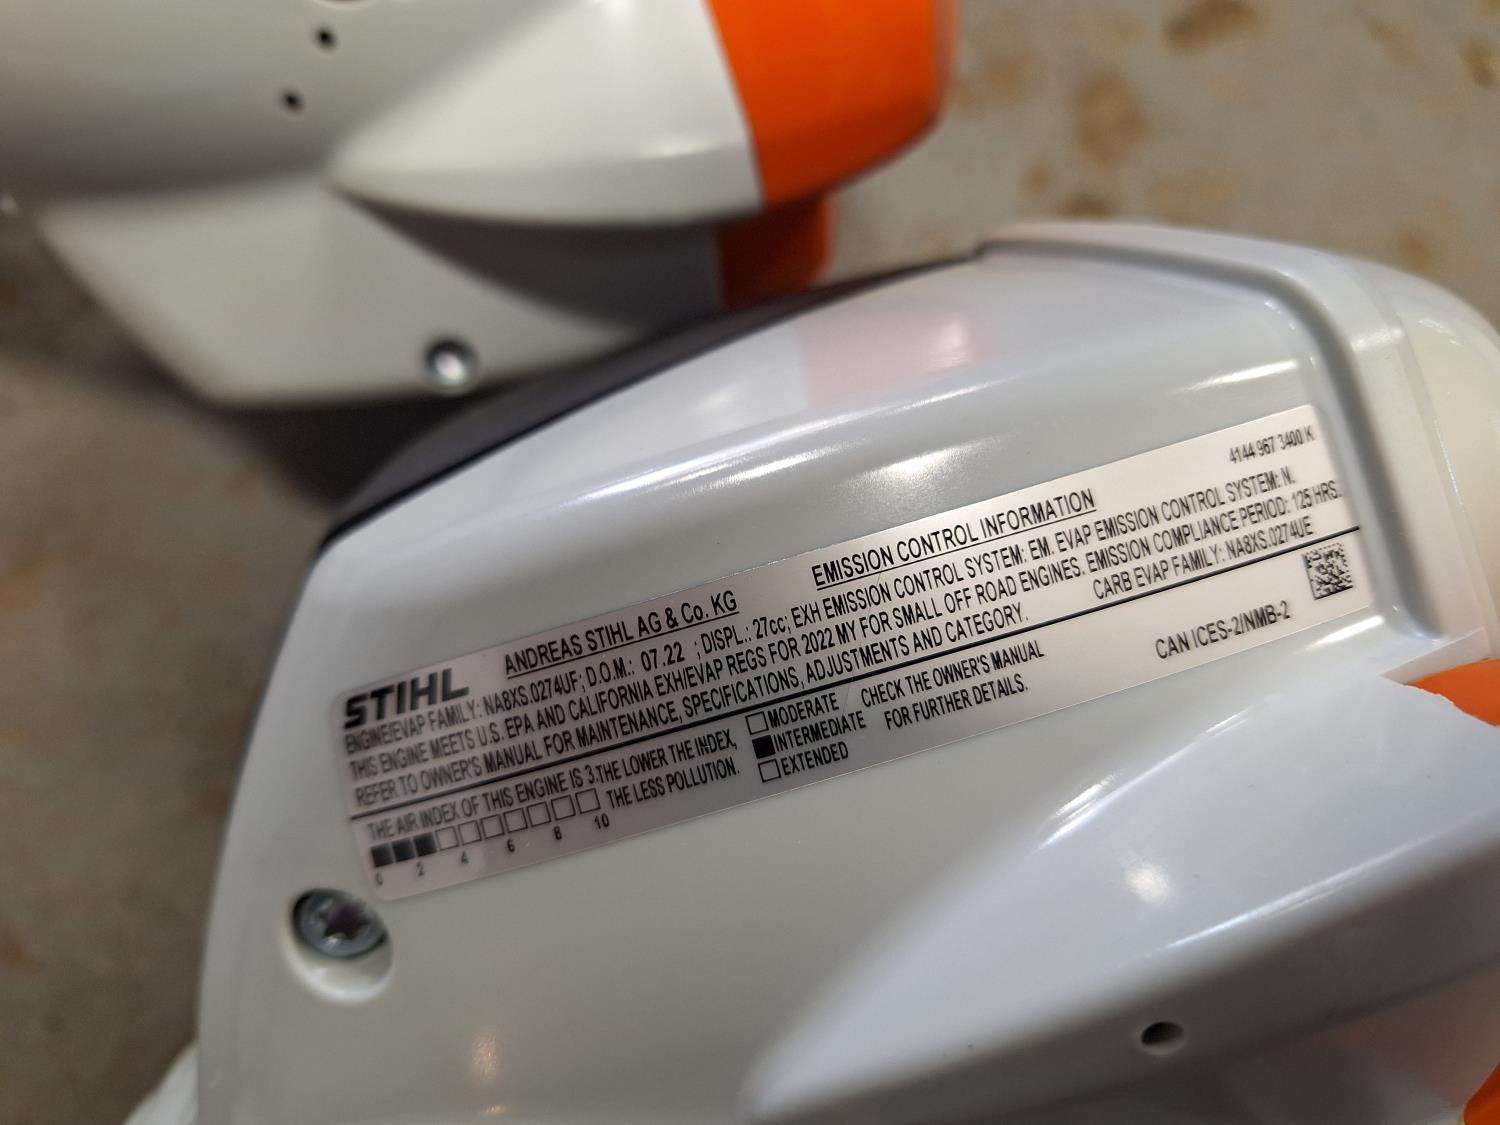 4144 967 3400 K
STIHL ANDREAS STIHL AG & Co. KG EMISSION CONTROL INFORMATION
ENGINE/EVAP FAMILY: NA8XS.0274UF; D.O.M.: 07.22 ; DISPL.: 27cc; EXH EMISSION CONTROL SYSTEM: EM. EVAP EMISSION CONTROL SYSTEM: N.
THIS ENGINE MEETS U.S. EPA AND CALIFORNIA EXH/EVAP REGS FOR 2022 MY FOR SMALL OFF ROAD ENGINES. EMISSION COMPLIANCE PERIOD: 125 HRS.
REFER TO OWNER'S MANUAL FOR MAINTENANCE, SPECIFICATIONS, ADJUSTMENTS AND CATEGORY. CARB EVAP FAMILY: NA8XS.0274UE
THE AIR INDEX OF THIS ENGINE IS 3. THE LOWER THE INDEX, MODERATE CHECK THE OWNER'S MANUAL CAN ICES-2/NMB-2
THE LESS POLLUTION. INTERMEDIATE FOR FURTHER DETAILS.
0 2 4 6 8 10 EXTENDED